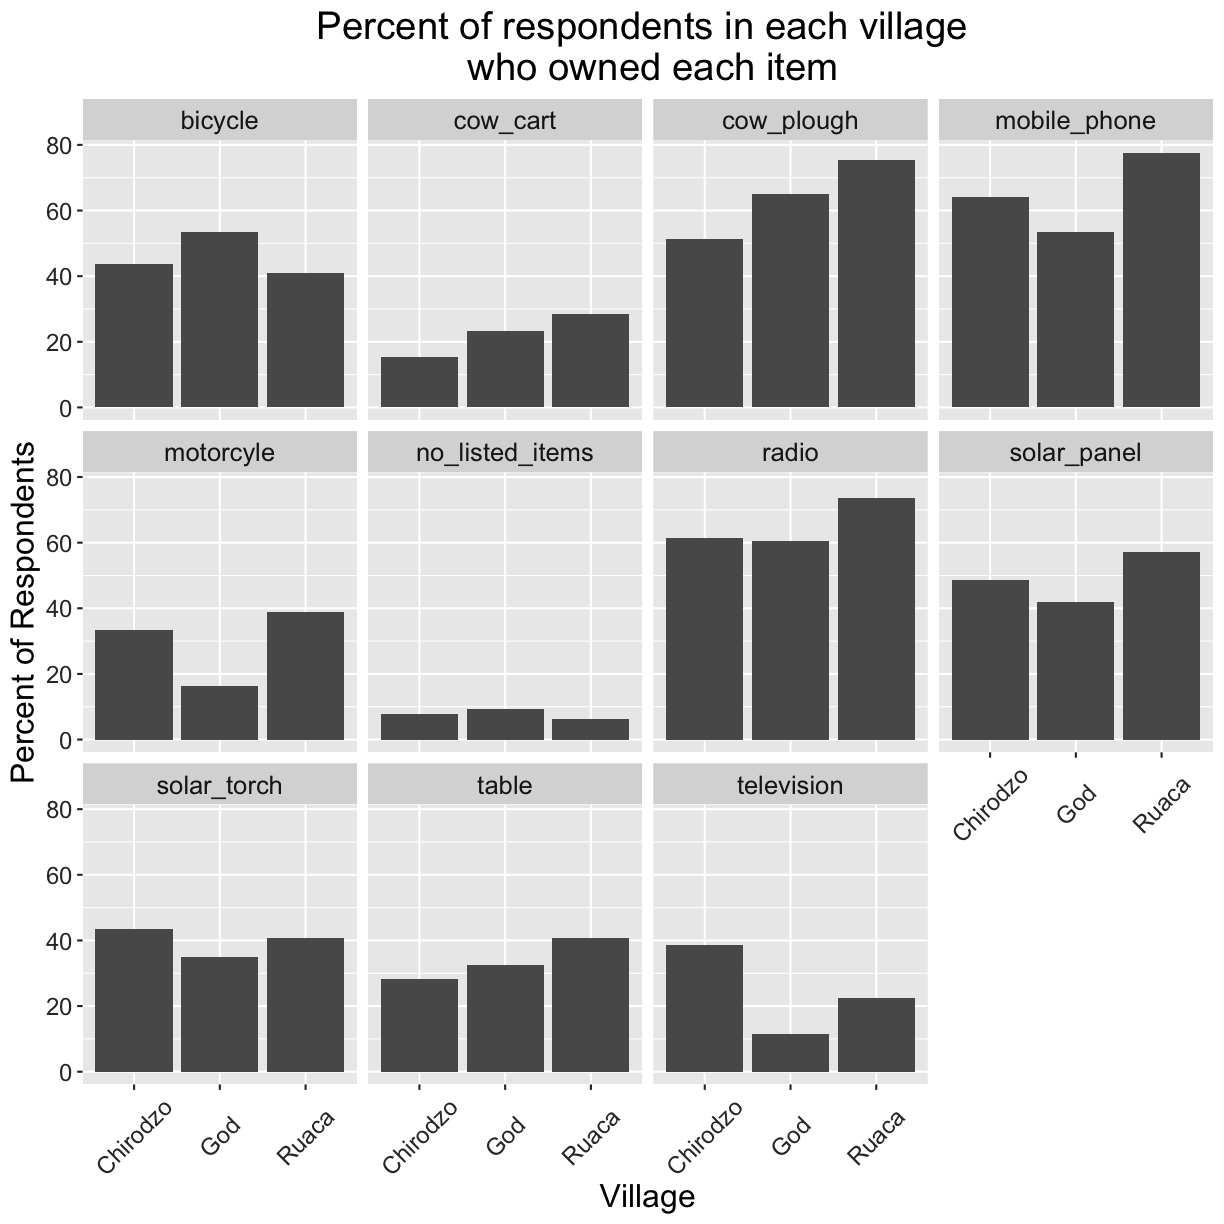 Percent of respondents in each village
who owned each item
bicycle
cow_cart
cow_plough
mobile_phone
80
60
40
20
0
motorcyle
no_listed_items
radio
solar_panel
80
60
40
20
0
Chirodzo
God
Ruaca
solar_torch
table
television
80
60
40
20
0
Chirodzo
God
Ruaca
Chirodzo
God
Ruaca
Chirodzo
God
Ruaca
Percent of Respondents
Village